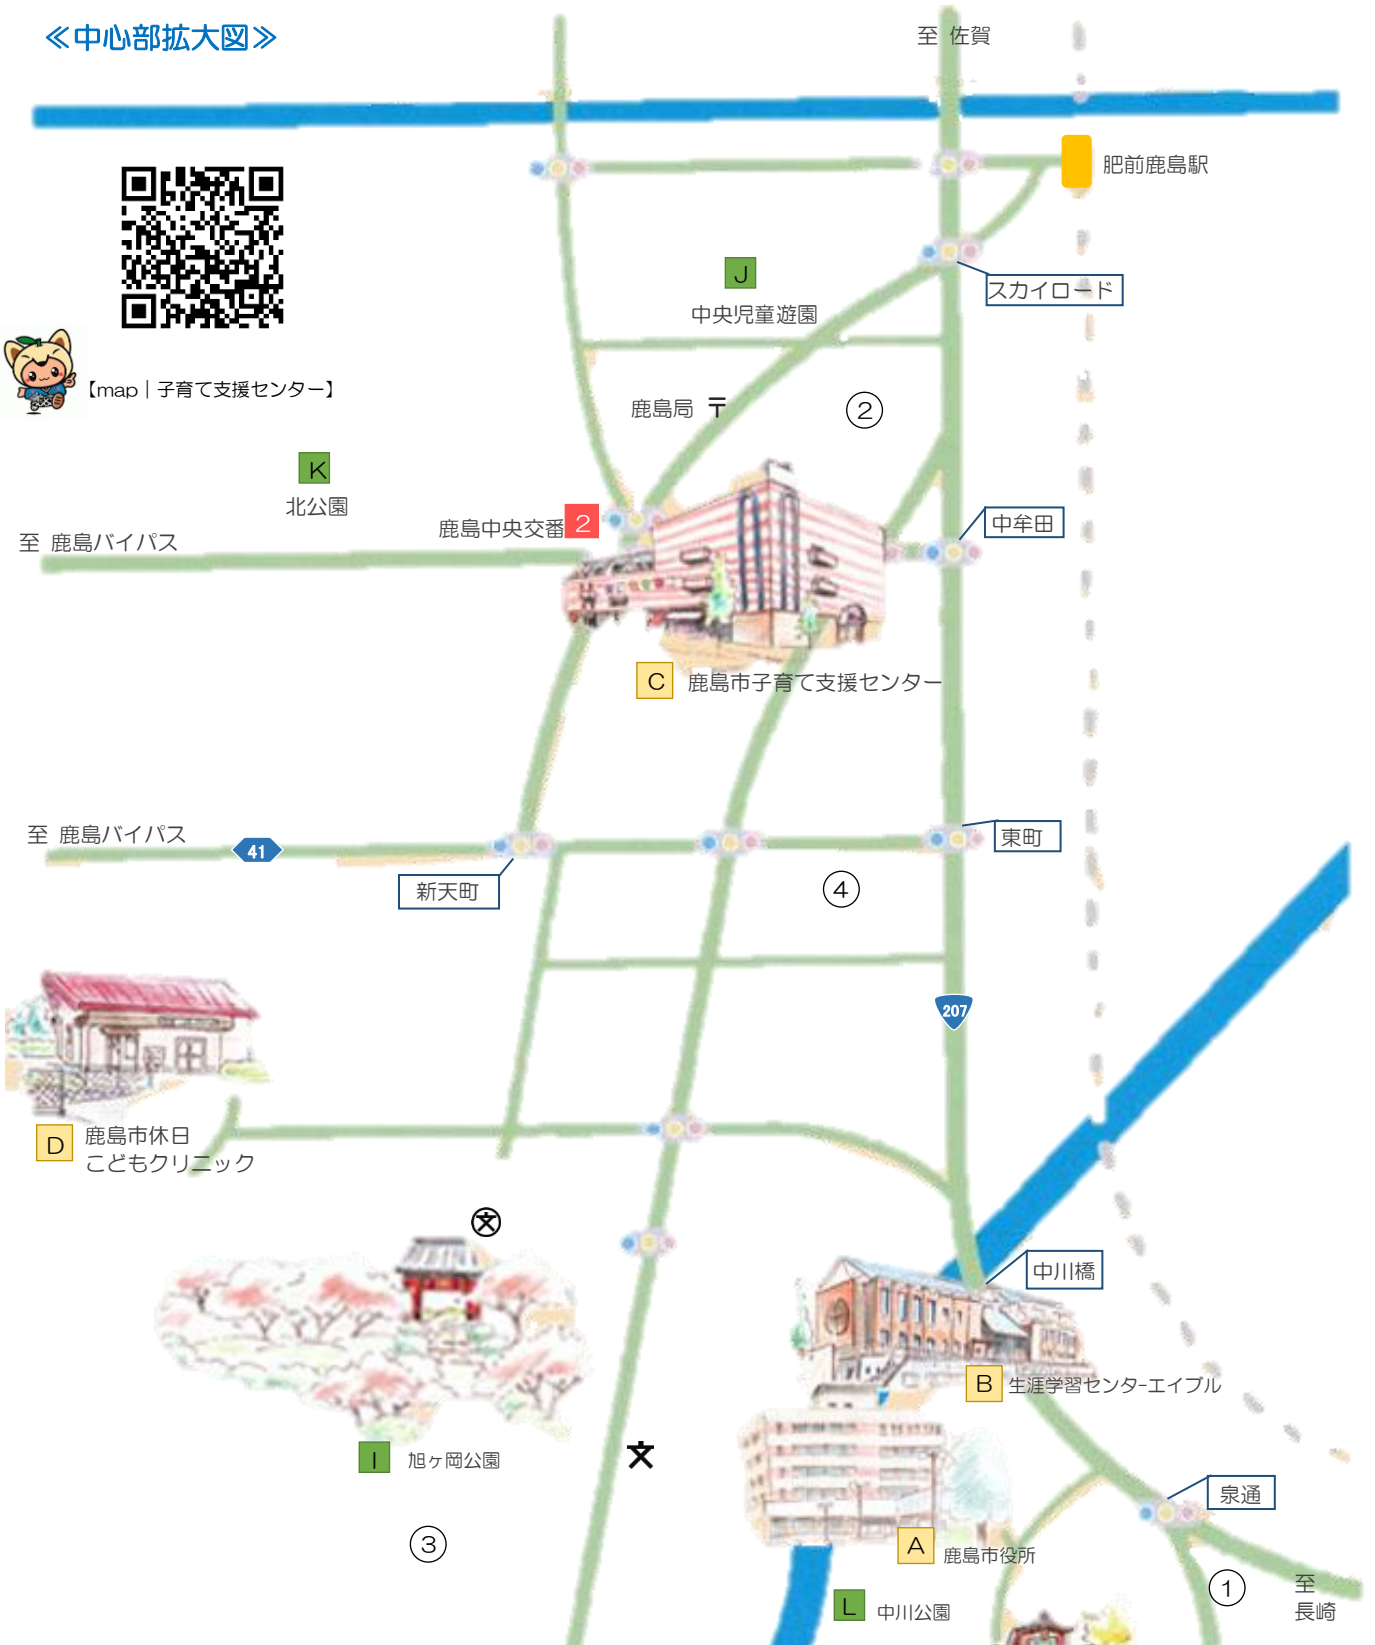 ≪中心部拡大図≫
至 佐賀
肥前鹿島駅
スカイロード
J
中央児童遊園
【map｜子育て支援センター】
鹿島局 〒
②
K
北公園
鹿島中央交番 2
中牟田
至 鹿島バイパス
C 鹿島市子育て支援センター
至 鹿島バイパス
41
東町
新天町
④
207
D 鹿島市休日
こどもクリニック
文
中川橋
B 生涯学習センターエイブル
I 旭ヶ岡公園
文
泉通
③
A 鹿島市役所
①
至
長崎
L 中川公園